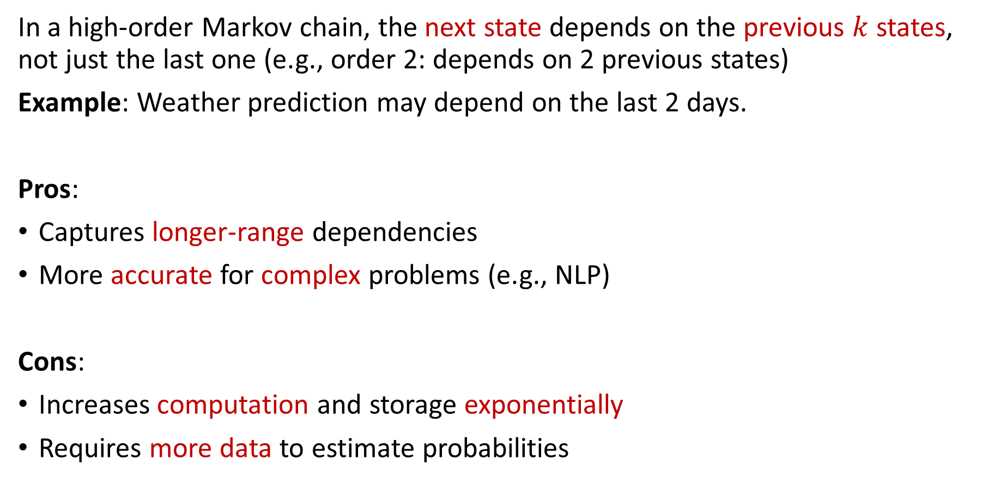 In a high-order Markov chain, the next state depends on the previous k states,
not just the last one (e.g., order 2: depends on 2 previous states)
Example: Weather prediction may depend on the last 2 days.
Pros:
• Captures longer-range dependencies
• More accurate for complex problems (e.g., NLP)
Cons:
• Increases computation and storage exponentially
• Requires more data to estimate probabilities